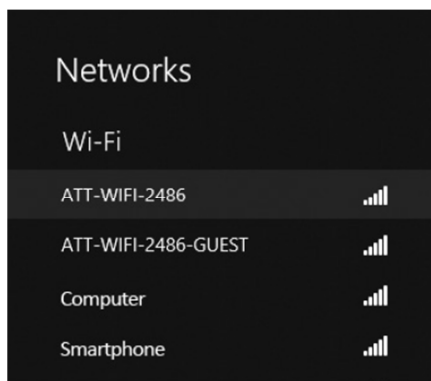 Networks
Wi-Fi
ATT-WIFI-2486
ATT-WIFI-2486-GUEST
Computer
Smartphone